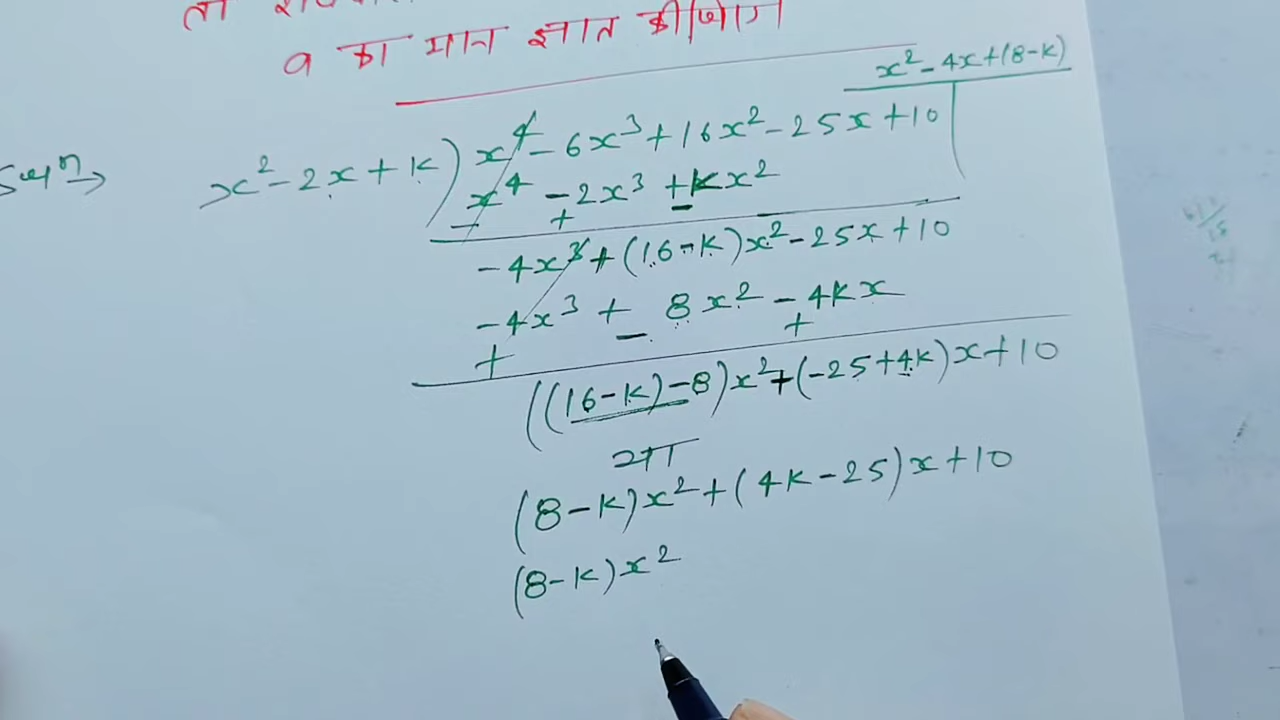 a का मान ज्ञात कीजिए
x² - 4x + (8-k)
Solⁿ→ x² - 2x + k ) x⁴ - 6x³ + 16x² - 25x + 10
x⁴ - 2x³ + kx²
- + -
-4x³ + (16-k)x² - 25x + 10
-4x³ + 8x² - 4kx
+ - +
((16-k)-8)x² + (-25+4k)x + 10
या
(8-k)x² + (4k-25)x + 10
(8-k)x²